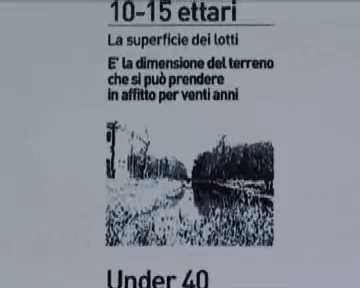 10-15 ettari
La superficie dei lotti
E' la dimensione del terreno
che si può prendere
in affitto per venti anni
Under 40